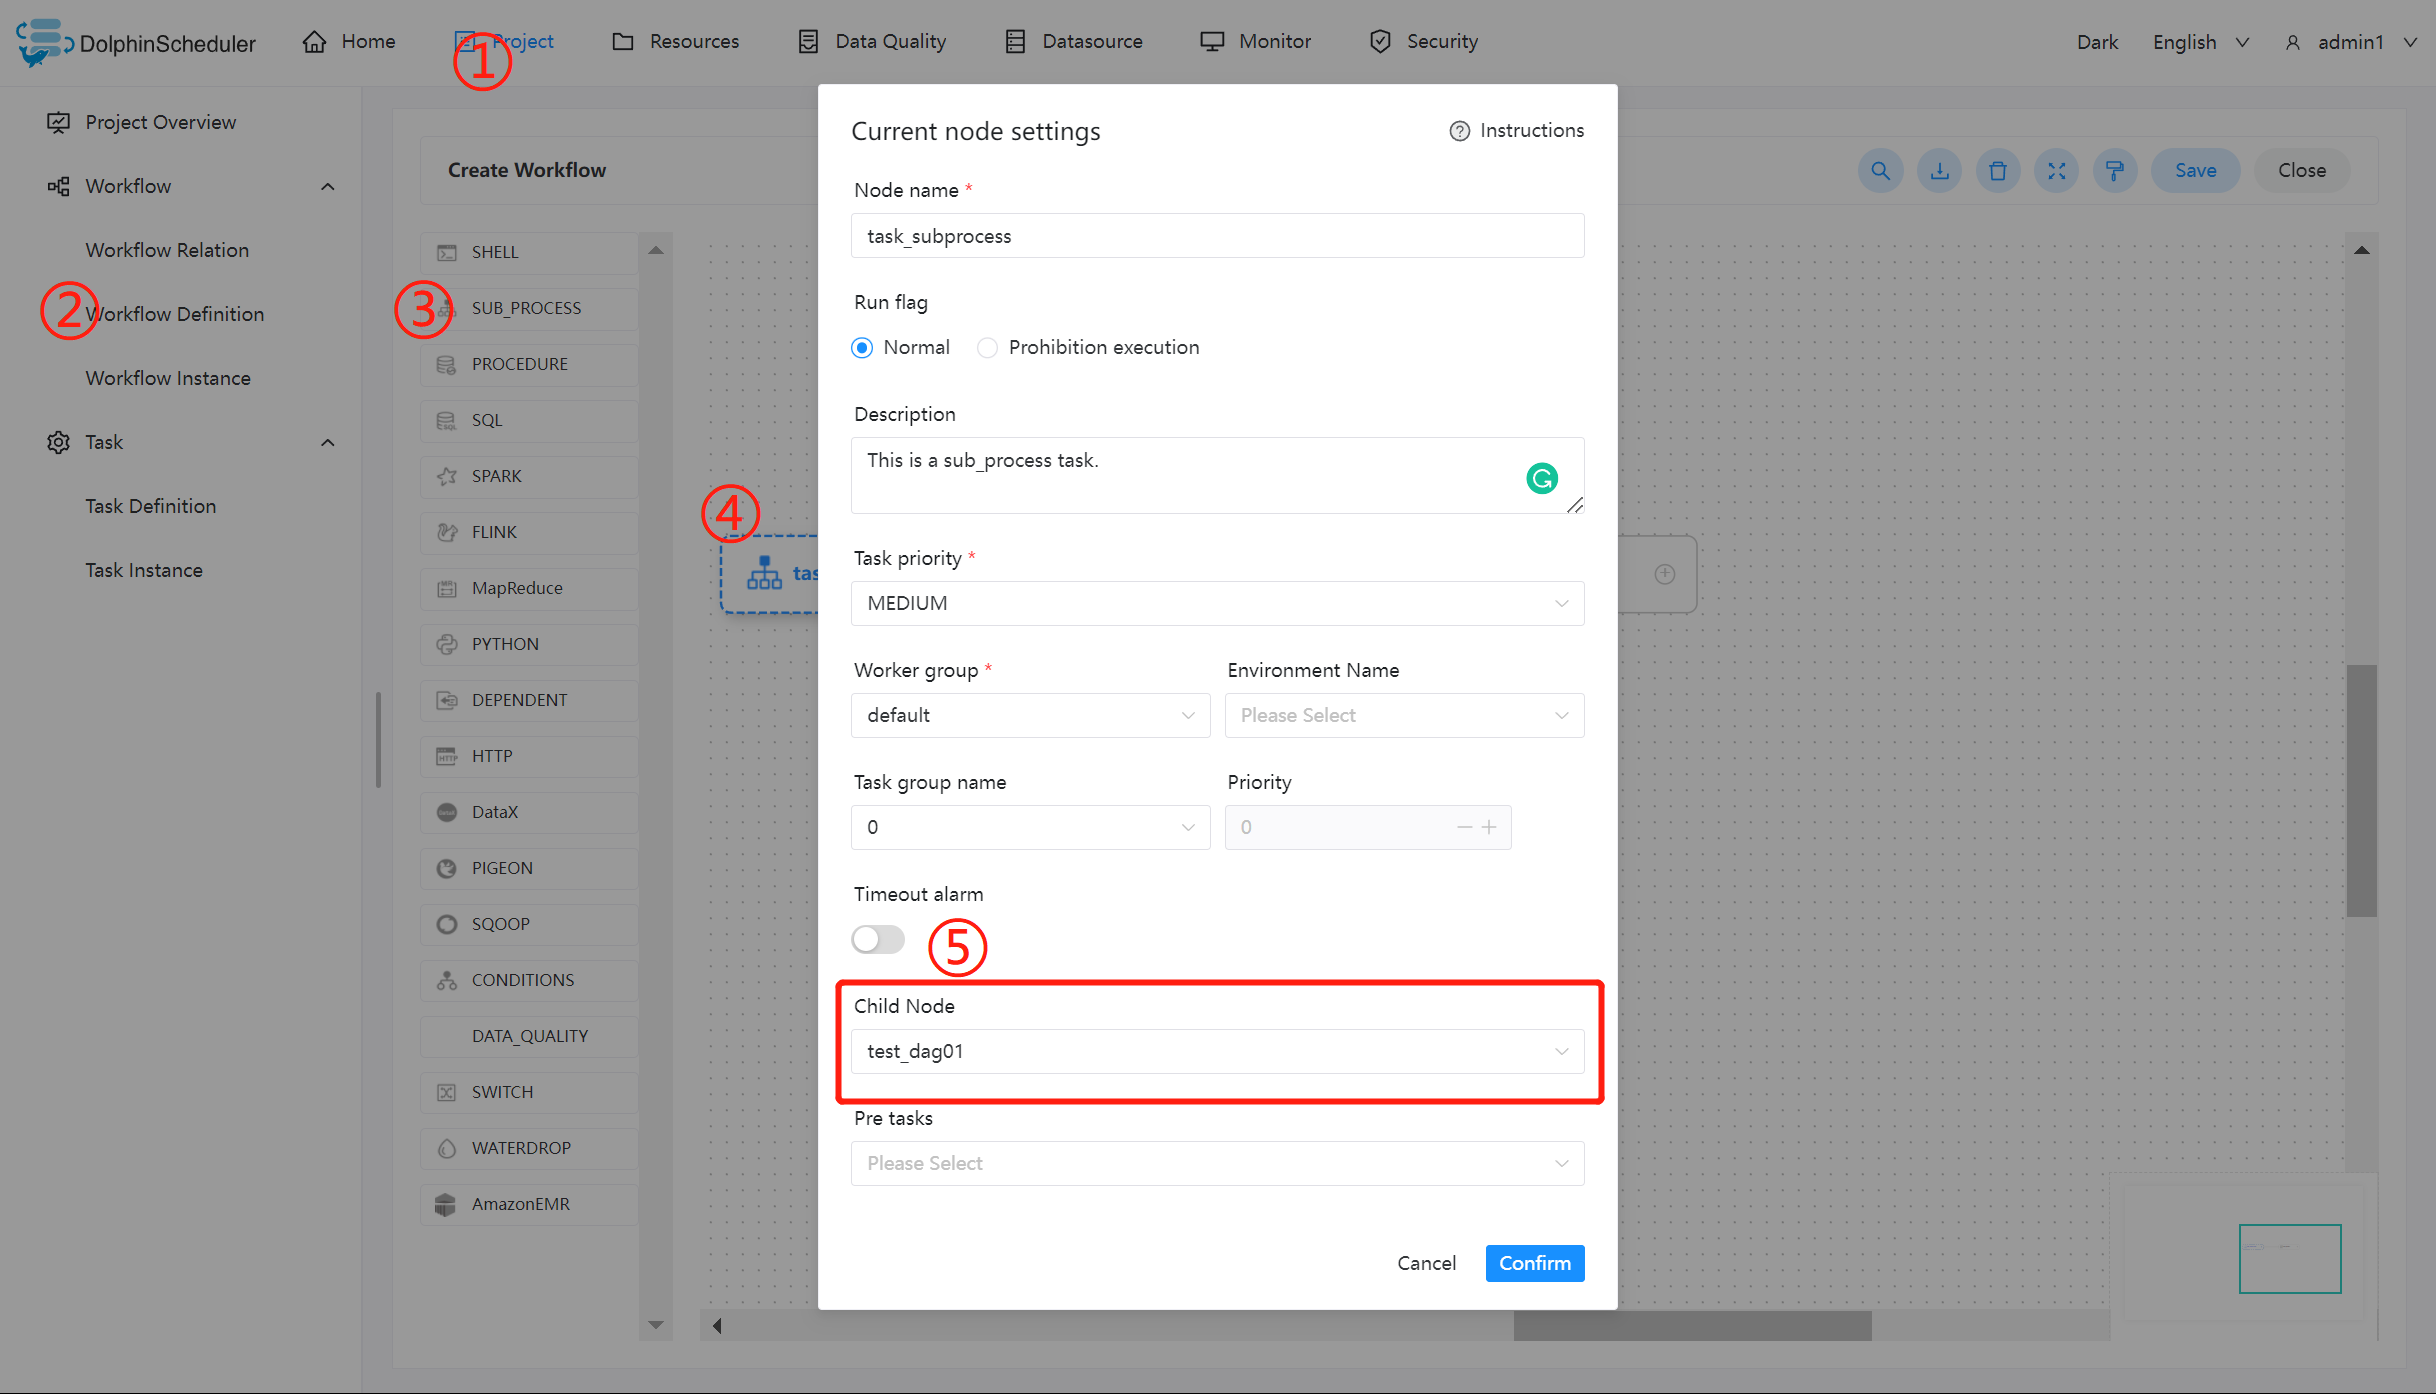 DolphinScheduler
Home
Project
Resources
Data Quality
Datasource
Monitor
Security
Dark
English
admin1
①
Project Overview
Workflow
Workflow Relation
②
Workflow Definition
Workflow Instance
Task
Task Definition
Task Instance
Create Workflow
Save
Close
SHELL
③
SUB_PROCESS
PROCEDURE
SQL
SPARK
FLINK
MapReduce
PYTHON
DEPENDENT
HTTP
DataX
PIGEON
SQOOP
CONDITIONS
DATA_QUALITY
SWITCH
WATERDROP
AmazonEMR
④
tas
Current node settings
Instructions
Node name *
task_subprocess
Run flag
Normal
Prohibition execution
Description
This is a sub_process task.
Task priority *
MEDIUM
Worker group *
Environment Name
default
Please Select
Task group name
Priority
0
0
Timeout alarm
⑤
Child Node
test_dag01
Pre tasks
Please Select
Cancel
Confirm